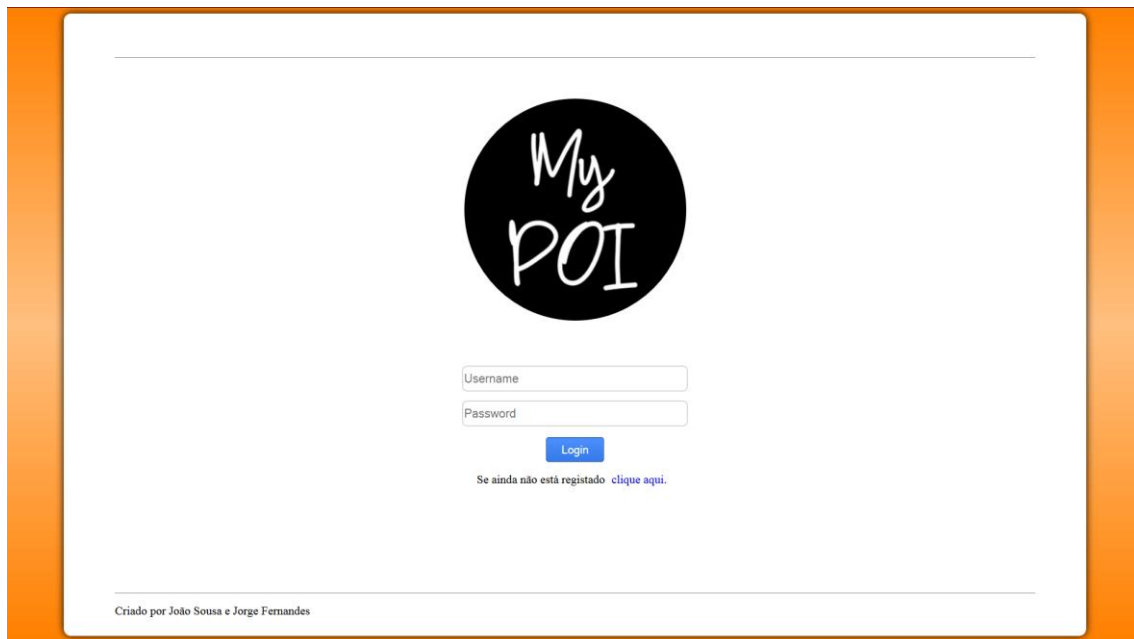 My
POI
Username
Password
Login
Se ainda não está registado clique aqui.
Criado por João Sousa e Jorge Fernandes